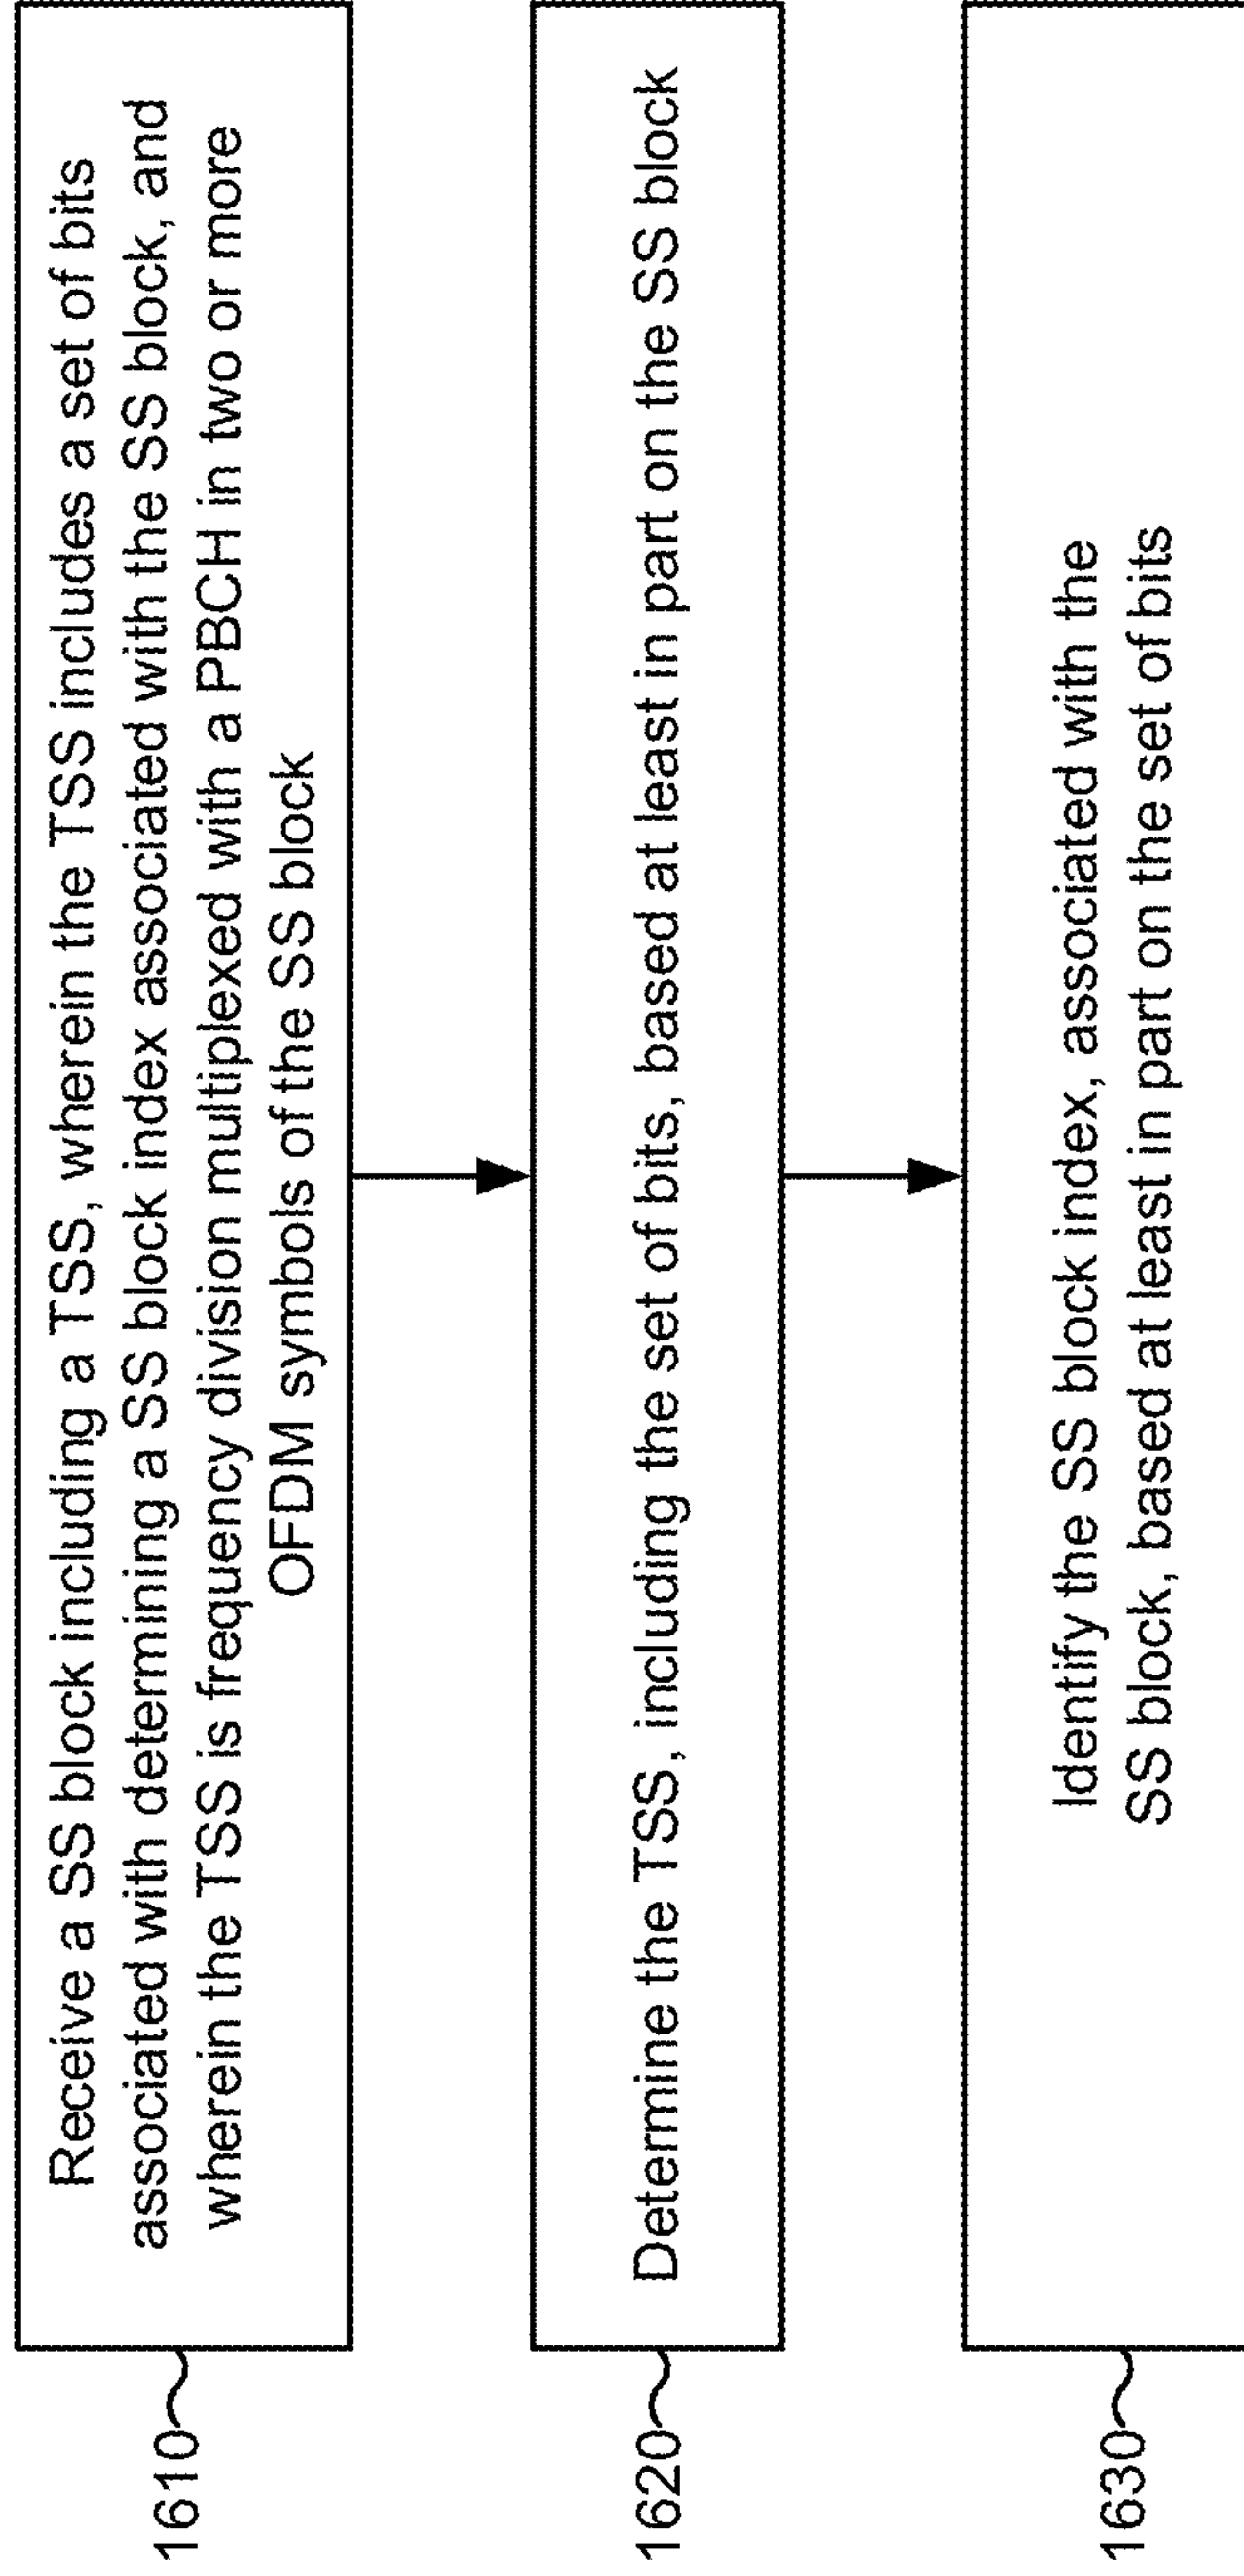 1610
Receive a SS block including a TSS, wherein the TSS includes a set of bits
associated with determining a SS block index associated with the SS block, and
wherein the TSS is frequency division multiplexed with a PBCH in two or more
OFDM symbols of the SS block
1620
Determine the TSS, including the set of bits, based at least in part on the SS block
1630
Identify the SS block index, associated with the
SS block, based at least in part on the set of bits